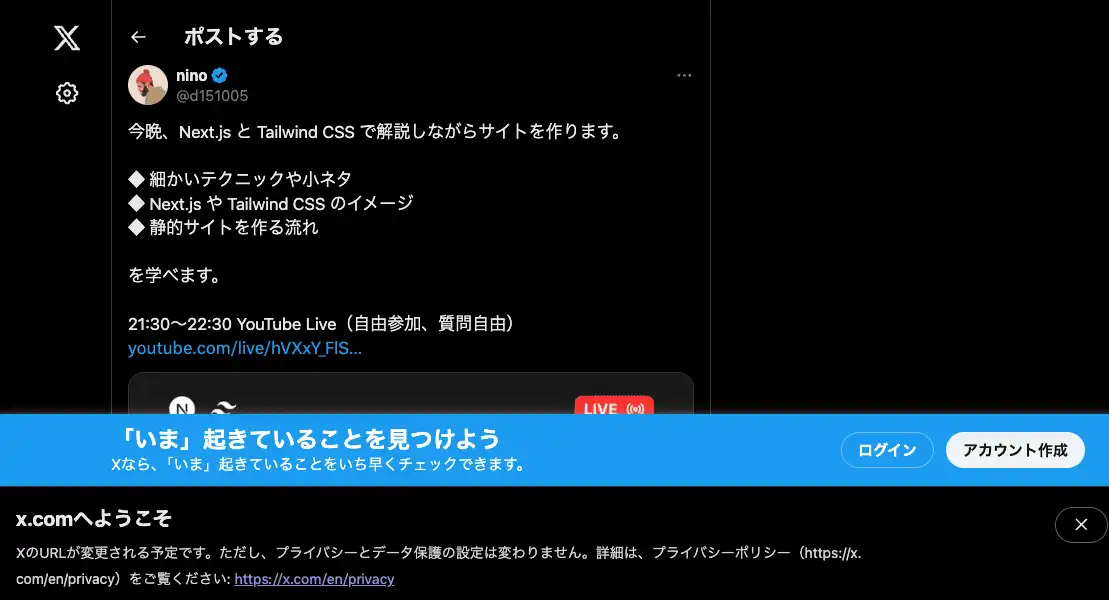 ポストする
nino
@d151005
今晩、Next.js と Tailwind CSS で解説しながらサイトを作ります。
◆ 細かいテクニックや小ネタ
◆ Next.js や Tailwind CSS のイメージ
◆ 静的サイトを作る流れ
を学べます。
21:30〜22:30 YouTube Live（自由参加、質問自由）
youtube.com/live/hVXxY_FlS…
N
LIVE
「いま」起きていることを見つけよう
Xなら、「いま」起きていることをいち早くチェックできます。
ログイン
アカウント作成
x.comへようこそ
XのURLが変更される予定です。ただし、プライバシーとデータ保護の設定は変わりません。詳細は、プライバシーポリシー（https://x.
com/en/privacy）をご覧ください: https://x.com/en/privacy